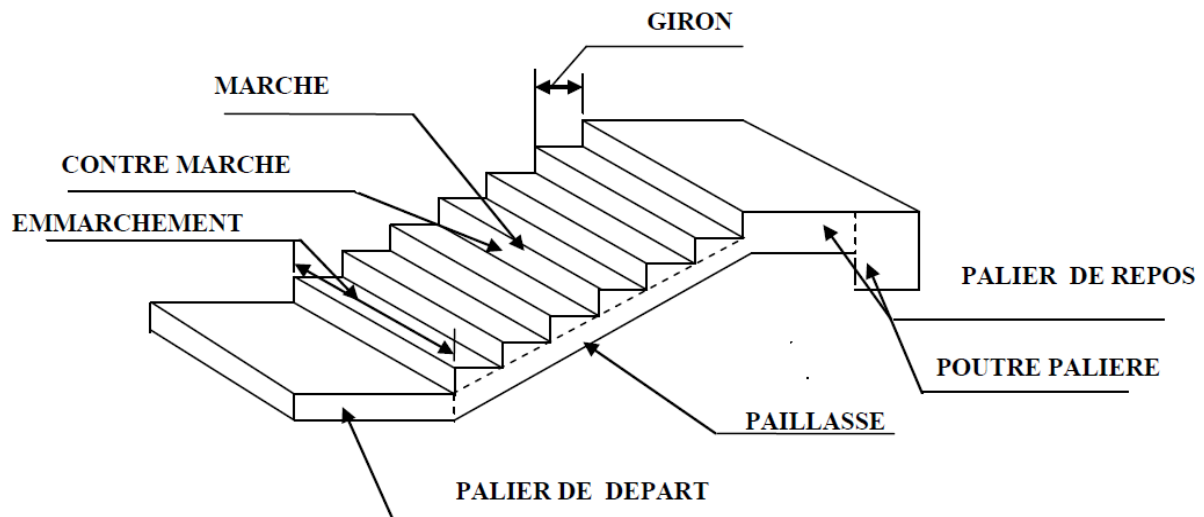 GIRON
MARCHE
CONTRE MARCHE
EMMARCHEMENT
PALIER DE REPOS
POUTRE PALIERE
PAILLASSE
PALIER DE DEPART